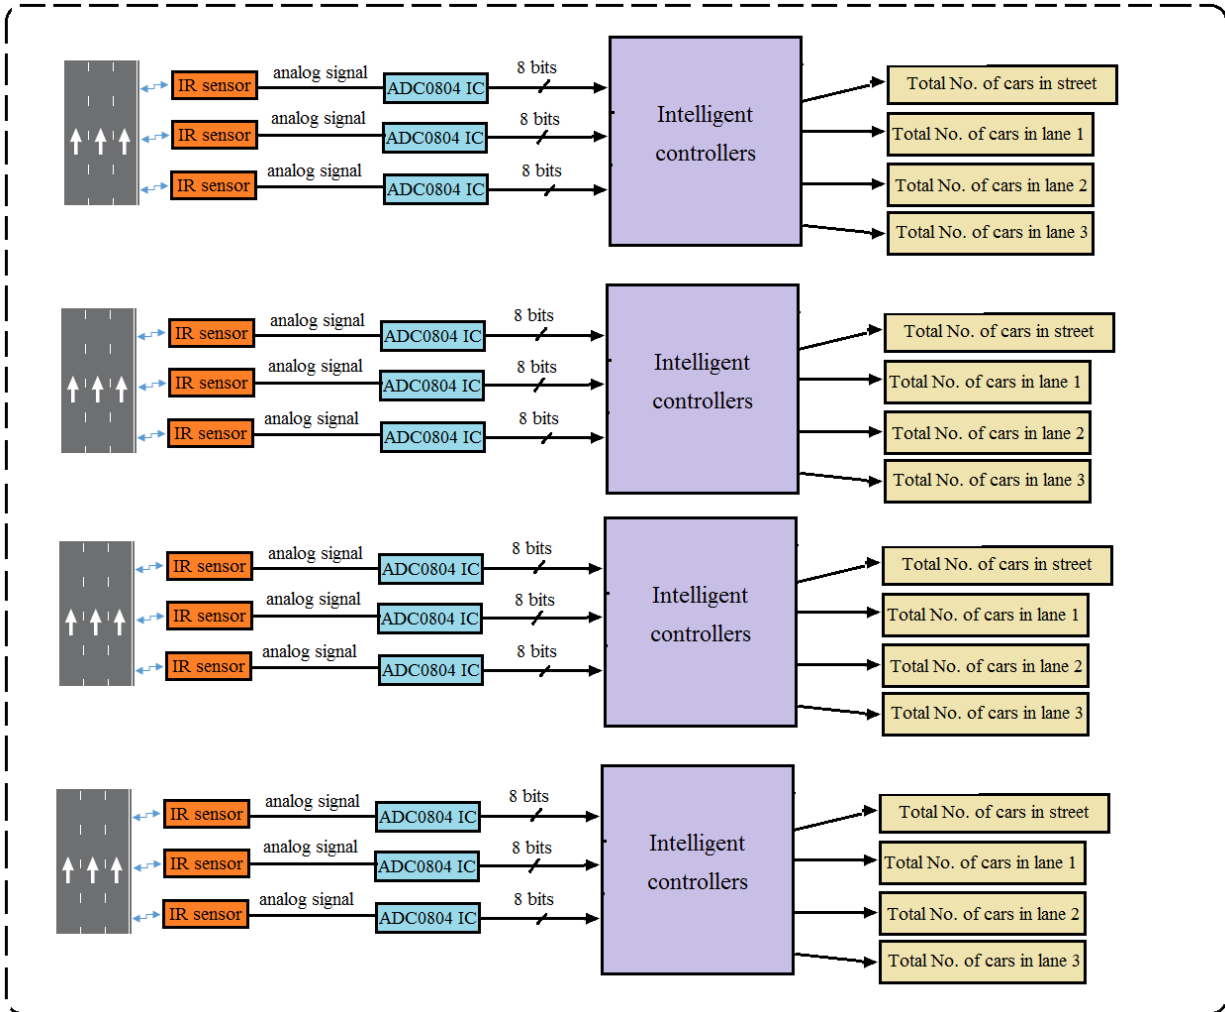 analog signal
8 bits
IR sensor
ADC0804 IC
Total No. of cars in street
analog signal
8 bits
IR sensor
ADC0804 IC
Total No. of cars in lane 1
analog signal
8 bits
IR sensor
ADC0804 IC
Total No. of cars in lane 2
Total No. of cars in lane 3
Intelligent
controllers
analog signal
8 bits
IR sensor
ADC0804 IC
Total No. of cars in street
analog signal
8 bits
IR sensor
ADC0804 IC
Total No. of cars in lane 1
analog signal
8 bits
IR sensor
ADC0804 IC
Total No. of cars in lane 2
Total No. of cars in lane 3
Intelligent
controllers
analog signal
8 bits
IR sensor
ADC0804 IC
Total No. of cars in street
analog signal
8 bits
IR sensor
ADC0804 IC
Total No. of cars in lane 1
analog signal
8 bits
IR sensor
ADC0804 IC
Total No. of cars in lane 2
Total No. of cars in lane 3
Intelligent
controllers
analog signal
8 bits
IR sensor
ADC0804 IC
Total No. of cars in street
analog signal
8 bits
IR sensor
ADC0804 IC
Total No. of cars in lane 1
analog signal
8 bits
IR sensor
ADC0804 IC
Total No. of cars in lane 2
Total No. of cars in lane 3
Intelligent
controllers